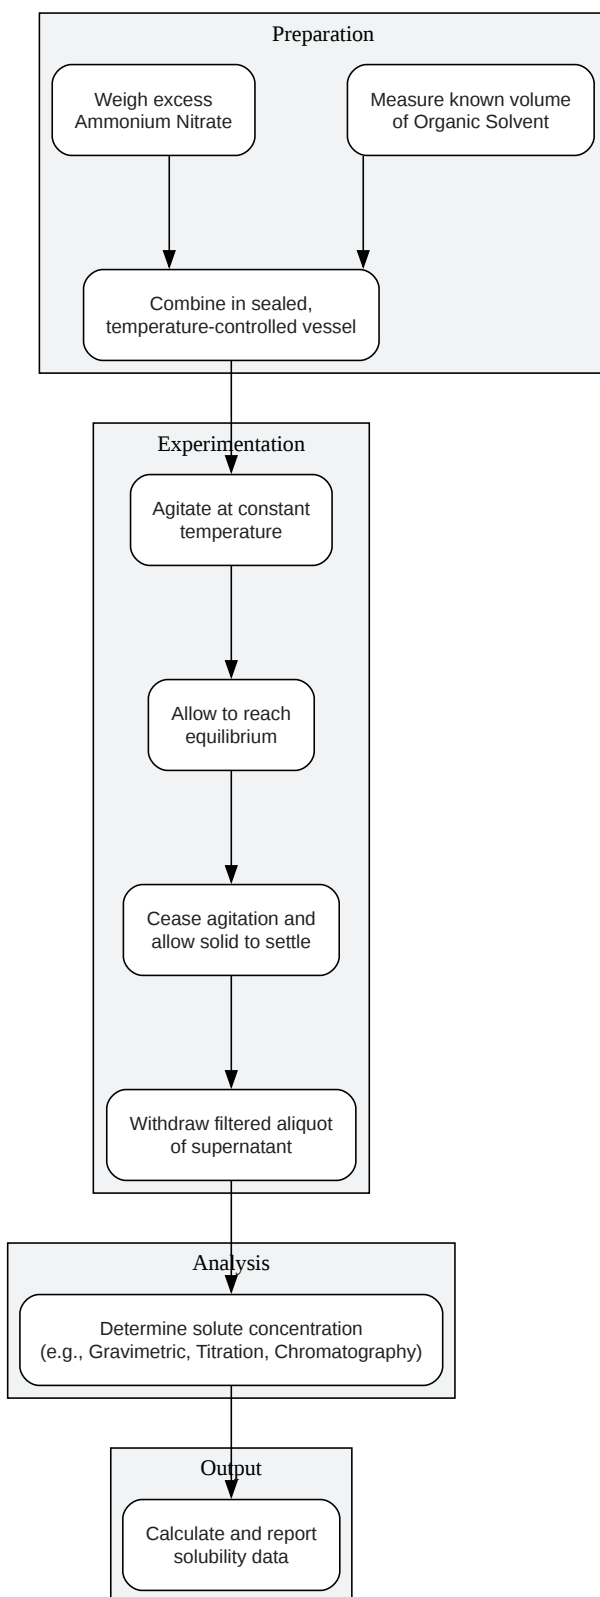 Preparation
Weigh excess
Ammonium Nitrate
Measure known volume
of Organic Solvent
Combine in sealed,
temperature-controlled vessel
Experimentation
Agitate at constant
temperature
Allow to reach
equilibrium
Cease agitation and
allow solid to settle
Withdraw filtered aliquot
of supernatant
Analysis
Determine solute concentration
(e.g., Gravimetric, Titration, Chromatography)
Output
Calculate and report
solubility data